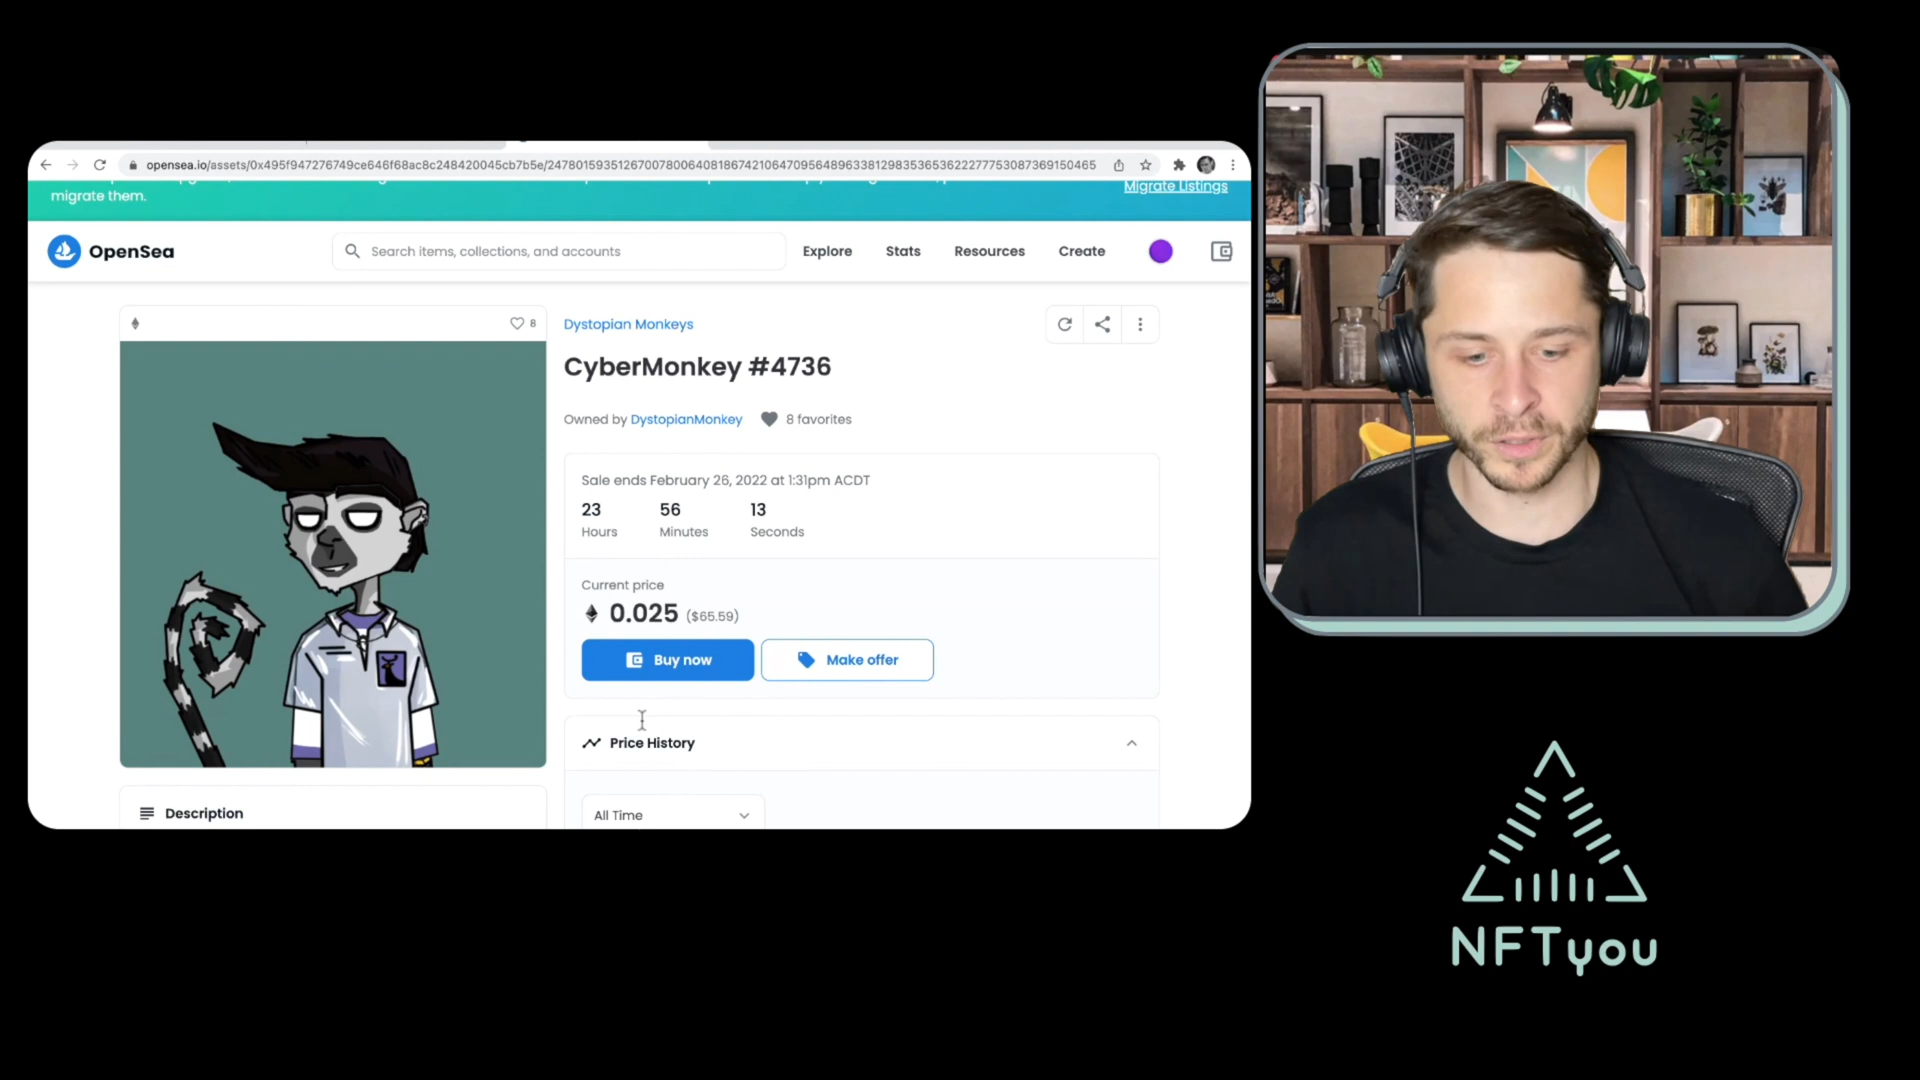 opensea.io/assets/0x495f947276749ce646f68ac8c248420045cb7b5e/24780159351267007800640818674210647095648963381298353653622277753087369150465
Migrate Listings
migrate them.
OpenSea
Search items, collections, and accounts
Explore
Stats
Resources
Create
8
Dystopian Monkeys
CyberMonkey #4736
Owned by DystopianMonkey
8 favorites
Sale ends February 26, 2022 at 1:31pm ACDT
23 56 13
Hours Minutes Seconds
Current price
0.025 ($65.59)
Buy now
Make offer
Price History
All Time
Description
NFTyou